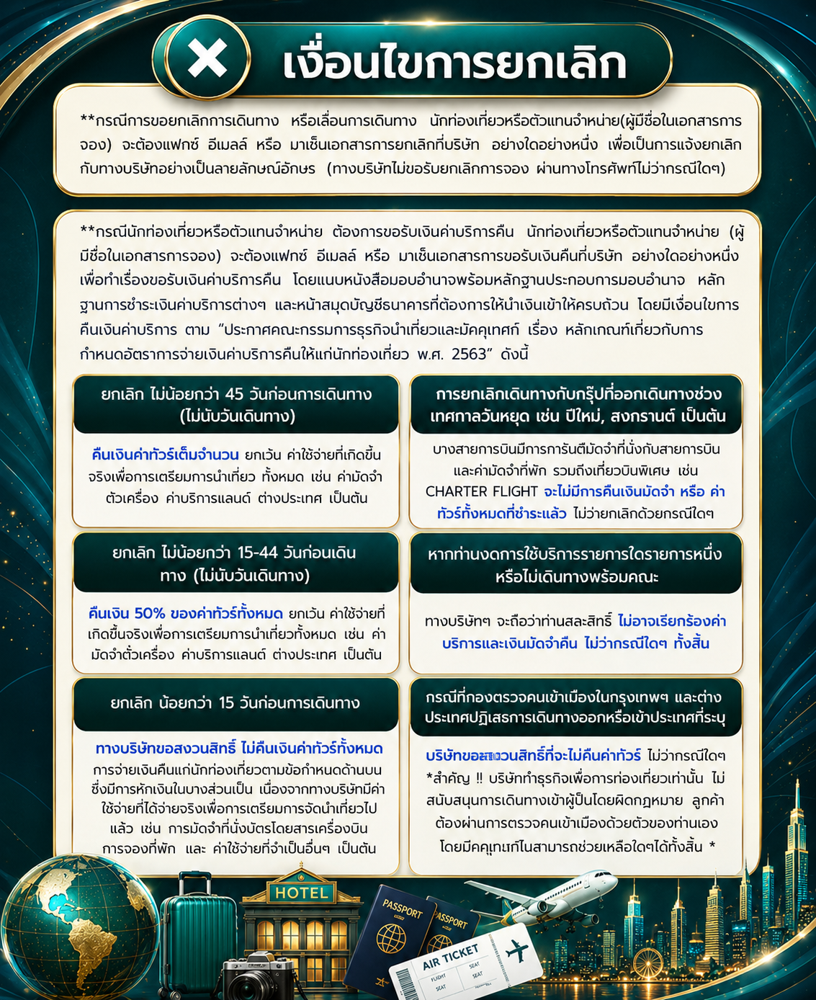 เงื่อนไขการยกเลิก
**กรณีการขอยกเลิกการเดินทาง หรือเลื่อนการเดินทาง นักท่องเที่ยวหรือตัวแทนจำหน่าย(ผู้มีชื่อในเอกสารการ
จอง) จะต้องแฟกซ์ อีเมลล์ หรือ มาเซ็นเอกสารการยกเลิกที่บริษัท อย่างใดอย่างหนึ่ง เพื่อเป็นการแจ้งยกเลิก
กับทางบริษัทอย่างเป็นลายลักษณ์อักษร (ทางบริษัทไม่ขอรับยกเลิกการจอง ผ่านทางโทรศัพท์ไม่ว่ากรณีใดๆ)
**กรณีนักท่องเที่ยวหรือตัวแทนจำหน่าย ต้องการขอรับเงินค่าบริการคืน นักท่องเที่ยวหรือตัวแทนจำหน่าย (ผู้
มีชื่อในเอกสารการจอง) จะต้องแฟกซ์ อีเมลล์ หรือ มาเซ็นเอกสารการขอรับเงินคืนที่บริษัท อย่างใดอย่างหนึ่ง
เพื่อทำเรื่องขอรับเงินค่าบริการคืน โดยแนบหนังสือมอบอำนาจพร้อมหลักฐานประกอบการมอบอำนาจ หลัก
ฐานการชำระเงินค่าบริการต่างๆ และหน้าสมุดบัญชีธนาคารที่ต้องการให้นำเงินเข้าให้ครบถ้วน โดยมีเงื่อนใขการ
คืนเงินค่าบริการ ตาม “ประกาศคณะกรรมการธุรกิจนำเที่ยวและมัคคุเทศก์ เรื่อง หลักเกณฑ์เกี่ยวกับการ
กำหนดอัตราการจ่ายเงินค่าบริการคืนให้แก่นักท่องเที่ยว พ.ศ. 2563” ดังนี้
ยกเลิก ไม่น้อยกว่า 45 วันก่อนการเดินทาง
(ไม่นับวันเดินทาง)
คืนเงินค่าทัวร์เต็มจำนวน ยกเว้น ค่าใช้จ่ายที่เกิดขึ้น
จริงเพื่อการเตรียมการนำเที่ยว ทั้งหมด เช่น ค่ามัดจำ
ตัวเครื่อง ค่าบริการแลนด์ ต่างประเทศ เป็นต้น
การยกเลิกเดินทางกับกรุ๊ปที่ออกเดินทางช่วง
เทศกาลวันหยุด เช่น ปีใหม่, สงกรานต์ เป็นต้น
บางสายการบินมีการการันตีมัดจำที่นั่งกับสายการบิน
และค่ามัดจำที่พัก รวมถึงเที่ยวบินพิเศษ เช่น
CHARTER FLIGHT จะไม่มีการคืนเงินมัดจำ หรือ ค่า
ทัวร์ทั้งหมดที่ชำระแล้ว ไม่ว่ายกเลิกด้วยกรณีใดๆ
ยกเลิก ไม่น้อยกว่า 15-44 วันก่อนเดิน
ทาง (ไม่นับวันเดินทาง)
คืนเงิน 50% ของค่าทัวร์ทั้งหมด ยกเว้น ค่าใช้จ่ายที่
เกิดขึ้นจริงเพื่อการเตรียมการนำเที่ยวทั้งหมด เช่น ค่า
มัดจำตั๋วเครื่อง ค่าบริการแลนด์ ต่างประเทศ เป็นต้น
หากท่านงดการใช้บริการรายการใดรายการหนึ่ง
หรือไม่เดินทางพร้อมคณะ
ทางบริษัทๆ จะถือว่าท่านสละสิทธิ์ ไม่อาจเรียกร้องค่า
บริการและเงินมัดจำคืน ไม่ว่ากรณีใดๆ ทั้งสิ้น
ยกเลิก น้อยกว่า 15 วันก่อนการเดินทาง
ทางบริษัทขอสงวนสิทธิ์ ไม่คืนเงินค่าทัวร์ทั้งหมด
การจ่ายเงินคืนแก่นักท่องเที่ยวตามข้อกำหนดด้านบน
ซึ่งมีการหักเงินในบางส่วนเป็น เนื่องจากทางบริษัทมีค่า
ใช้จ่ายที่ได้จ่ายจริงเพื่อการเตรียมการจัดนำเที่ยวไป
แล้ว เช่น การมัดจำที่นั่งบัตรโดยสารเครื่องบิน
การจองที่พัก และ ค่าใช้จ่ายที่จำเป็นอื่นๆ เป็นต้น
กรณีที่กองตรวจคนเข้าเมืองในกรุงเทพๆ และต่าง
ประเทศปฏิเสธการเดินทางออกหรือเข้าประเทศที่ระบุ
วนสิทธิ์ที่จะไม่คืนค่าทัวร์ ไม่ว่ากรณีใดๆ
*สำคัญ !! บริษัททำธุรกิจเพื่อการท่องเที่ยวเท่านั้น ไม่
สนับสนุนการเดินทางเข้าผู้ป็นโดยผิดกฎหมาย ลูกค้า
ต้องผ่านการตรวจคนเข้าเมืองด้วยตัวของท่านเอง
ใดๆได้ทั้งสิ้น *
HOTEL
PASSPORT
PASSPORT
AIR TICKET
FLIGHT
SEAT
SEAT